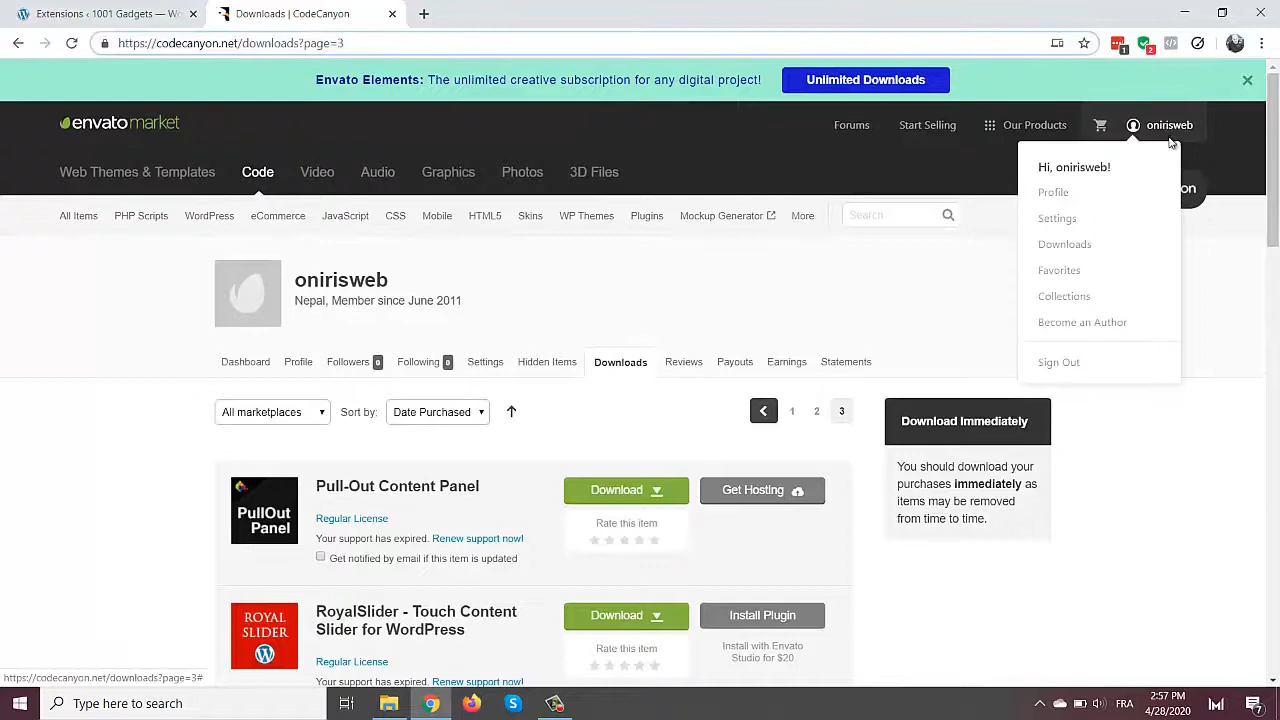 Extensions < 1001 Gadgets — Wo
Downloads | CodeCanyon
https://codecanyon.net/downloads?page=3
1
2
Envato Elements: The unlimited creative subscription for any digital project!
Unlimited Downloads
envatomarket
Forums
Start Selling
Our Products
onirisweb
Web Themes & Templates
Code
Video
Audio
Graphics
Photos
3D Files
Hi, onirisweb!
Profile
Settings
Downloads
Favorites
Collections
Become an Author
Sign Out
on
All Items
PHP Scripts
WordPress
eCommerce
JavaScript
CSS
Mobile
HTML5
Skins
WP Themes
Plugins
Mockup Generator
More
Search
onirisweb
Nepal, Member since June 2011
Dashboard
Profile
Followers 0
Following 0
Settings
Hidden Items
Downloads
Reviews
Payouts
Earnings
Statements
All marketplaces
Sort by:
Date Purchased
1
2
3
Download Immediately
You should download your
purchases immediately as
items may be removed
from time to time.
PullOut
Panel
Pull-Out Content Panel
Regular License
Your support has expired. Renew support now!
Get notified by email if this item is updated
Download
Rate this item
Get Hosting
ROYAL
SLIDER
RoyalSlider - Touch Content
Slider for WordPress
Regular License
Your support has expired. Renew support now!
Download
Rate this item
Install Plugin
Install with Envato
Studio for $20
https://codecanyon.net/downloads?page=3#
Type here to search
FRA
2:57 PM
4/28/2020
7